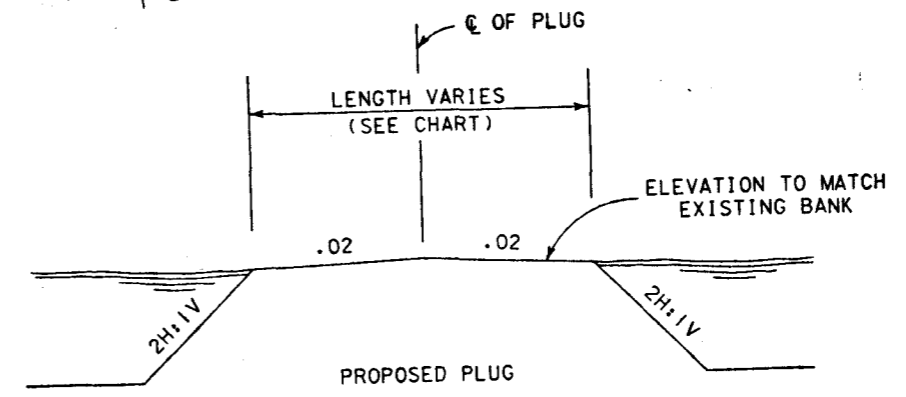 ℄ OF PLUG
LENGTH VARIES
(SEE CHART)
ELEVATION TO MATCH
EXISTING BANK
.02
.02
2H:1V
2H:1V
PROPOSED PLUG